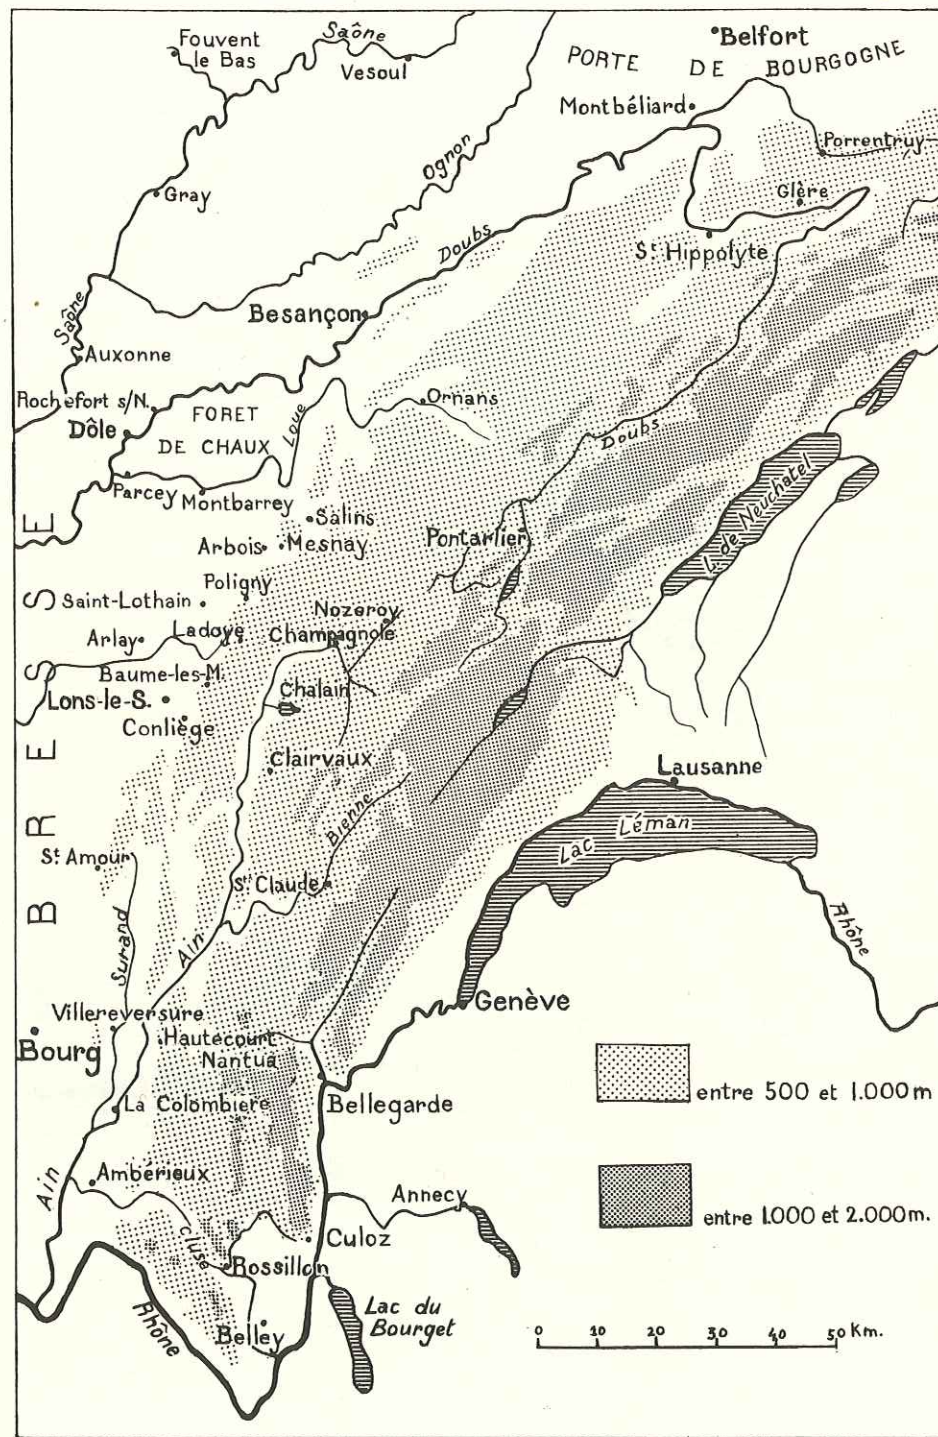 Saône
Fouvent
le Bas
Vesoul
Belfort
PORTE DE BOURGOGNE
Montbéliard
Porrentruy
Ognon
Gray
Glère
Doubs
St Hippolyte
Saône
Besançon
Auxonne
Rochefort s/N.
Ornans
FORET
DE CHAUX
Loue
Dôle
Doubs
Parcey
Montbarrey
L. de Neuchatel
Salins
Pontarlier
Arbois
Mesnay
Poligny
Saint-Lothain
Nozeroy
Arlay
Ladoye
Champagnole
Baume-les-M.
Lons-le-S.
Chalain
Conliège
BRESSE
Clairvaux
Lausanne
Bienne
Lac Léman
St Amour
St Claude
Rhône
Surand
Ain
Genève
Villereversure
Hautecourt
Bourg
Nantua
entre 500 et 1.000 m
La Colombière
Bellegarde
Ambérieux
Ain
Annecy
entre 1.000 et 2.000 m.
cluse
Culoz
Rossillon
Rhône
Lac du
Bourget
Belley
0 10 20 30 40 50 Km.